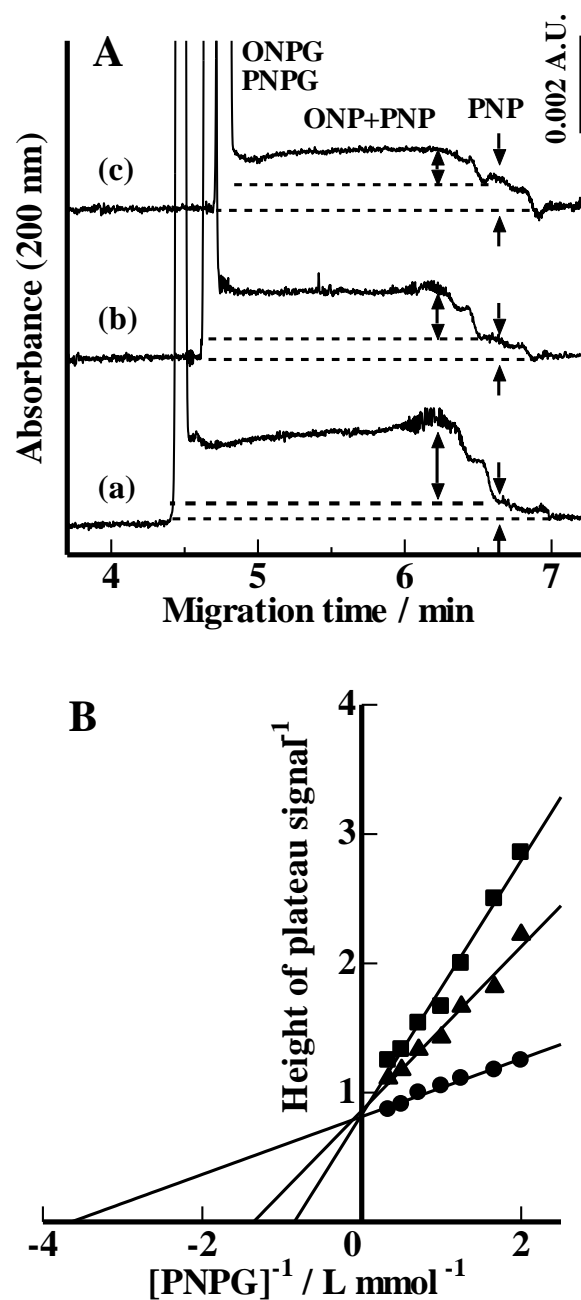 A
ONPG
PNPG
ONP+PNP
PNP
0.002 A.U.
(c)
(b)
(a)
Absorbance (200 nm)
4 5 6 7
Migration time / min
B
Height of plateau signal-1
4
3
2
1
-4 -2 0 2
[PNPG]-1 / L mmol-1